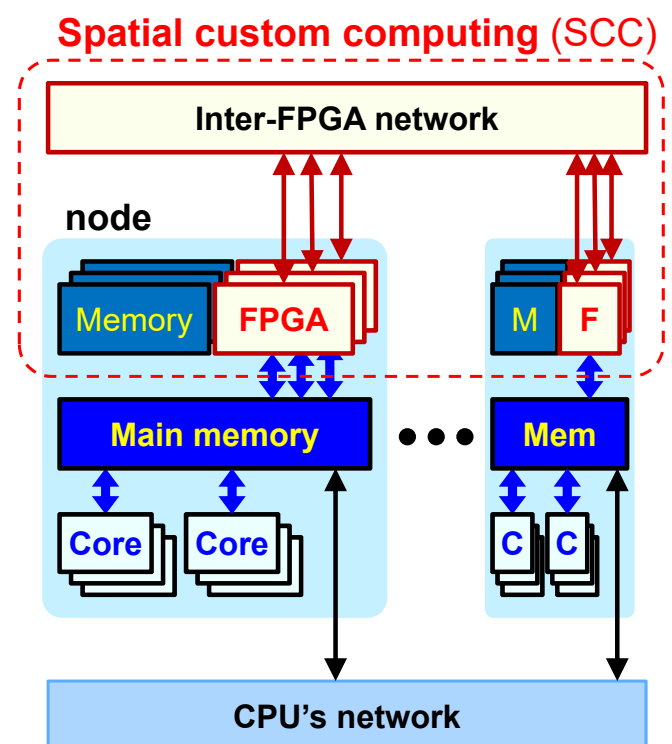 Spatial custom computing (SCC)
Inter-FPGA network
node
Memory
FPGA
M
F
Main memory
Mem
Core
Core
C
C
CPU's network